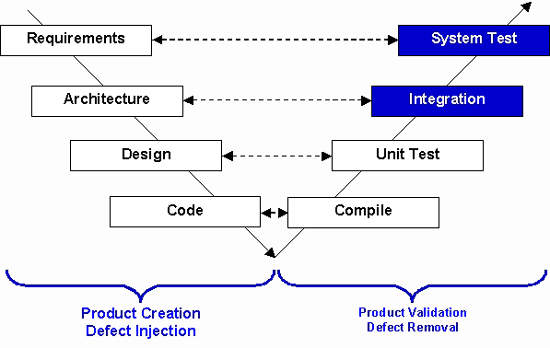 Requirements
System Test
Architecture
Integration
Design
Unit Test
Code
Compile
Product Creation
Defect Injection
Product Validation
Defect Removal